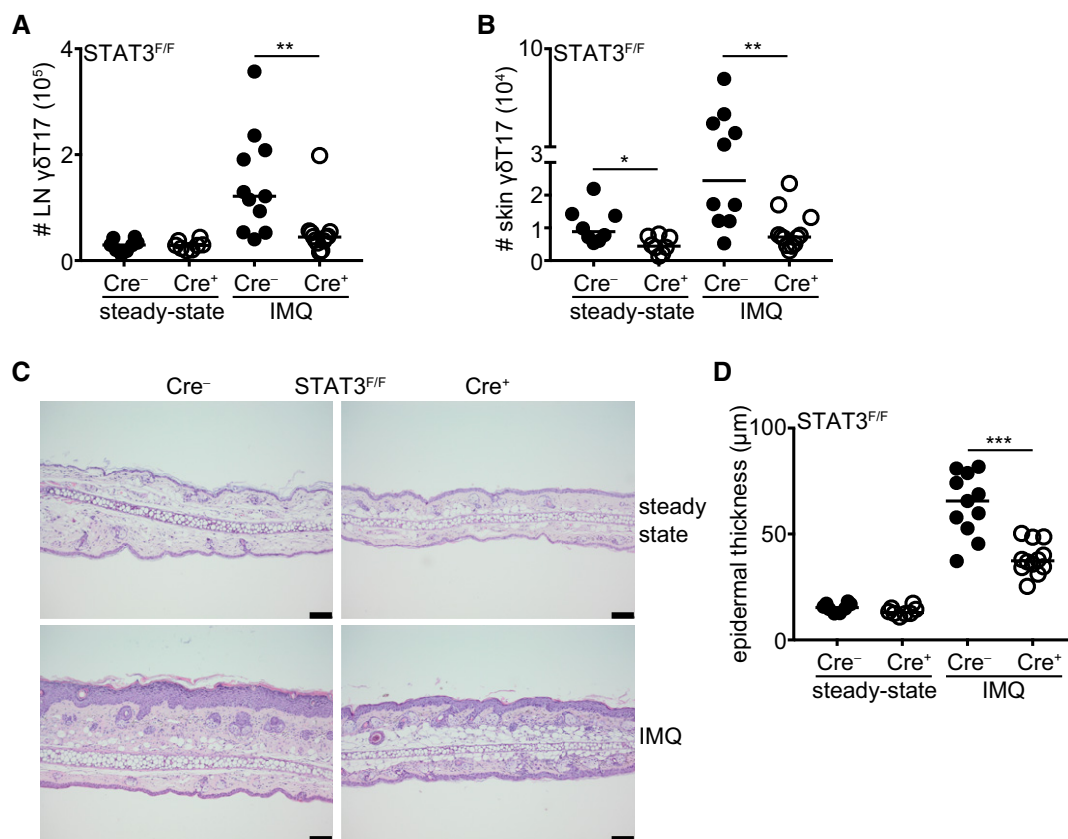 A
STAT3F/F
# LN γδT17 (10⁵)
4
2
0
**
Cre⁻ Cre⁺ Cre⁻ Cre⁺
steady-state IMQ
B
STAT3F/F
# skin γδT17 (10⁴)
10
3
3
2
1
0
*
**
Cre⁻ Cre⁺ Cre⁻ Cre⁺
steady-state IMQ
C
Cre⁻ STAT3F/F Cre⁺
steady
state
IMQ
D
STAT3F/F
epidermal thickness (µm)
100
50
0
***
Cre⁻ Cre⁺ Cre⁻ Cre⁺
steady-state IMQ